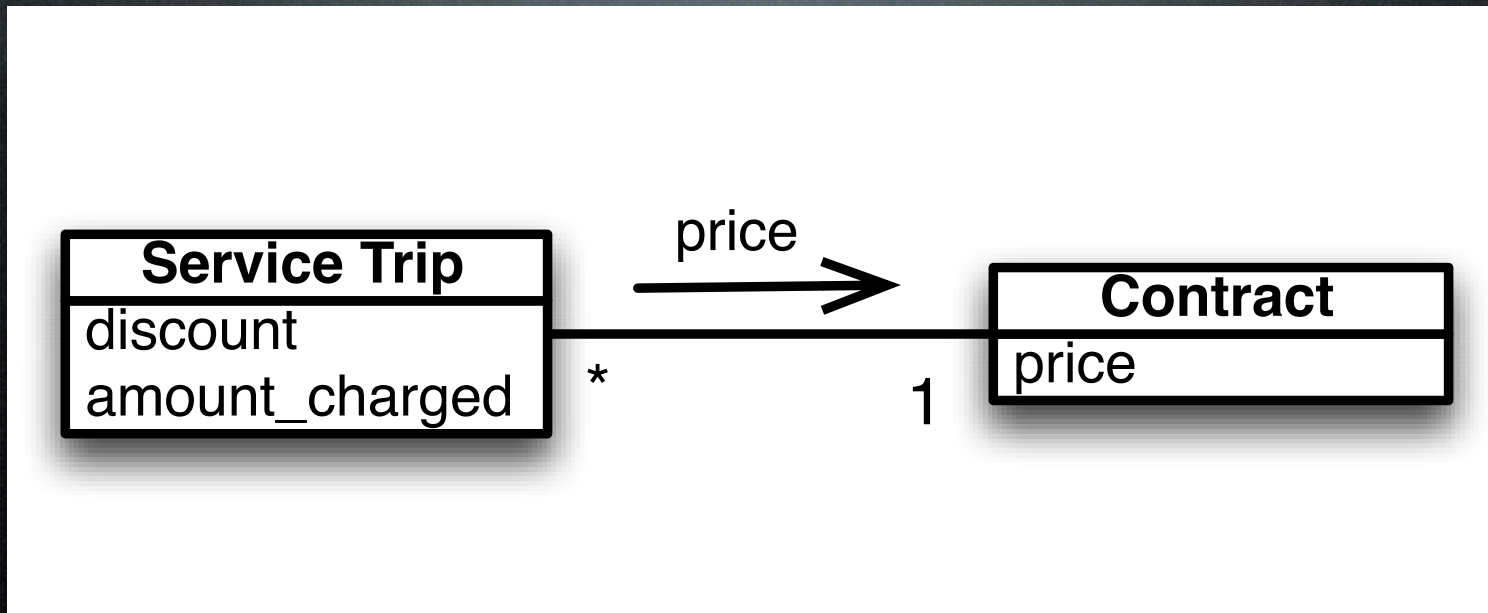 price
Service Trip
discount
amount_charged
*
1
Contract
price